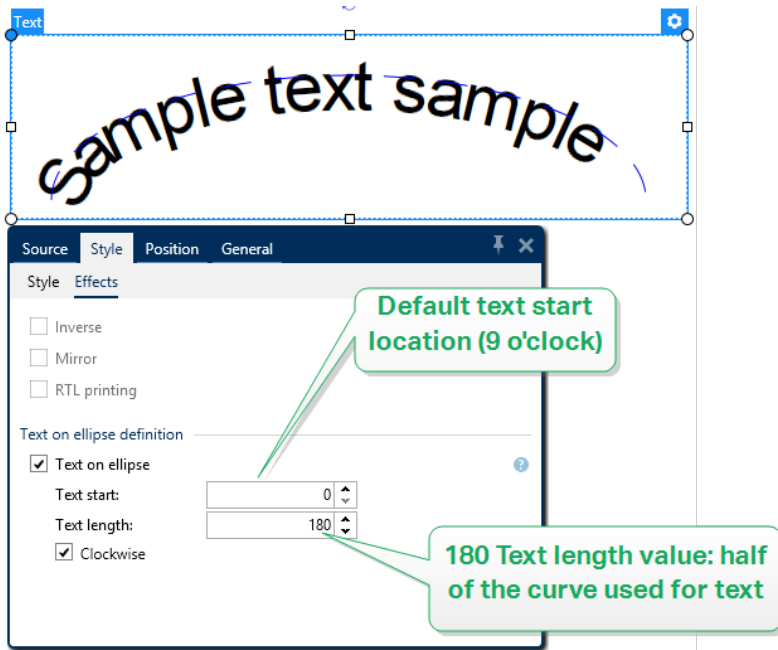 Text
Sample text sample
Source Style Position General
Style Effects
Default text start
location (9 o'clock)
Inverse
Mirror
RTL printing
Text on ellipse definition
Text on ellipse
?
Text start: 0
Text length: 180
Clockwise
180 Text length value: half
of the curve used for text